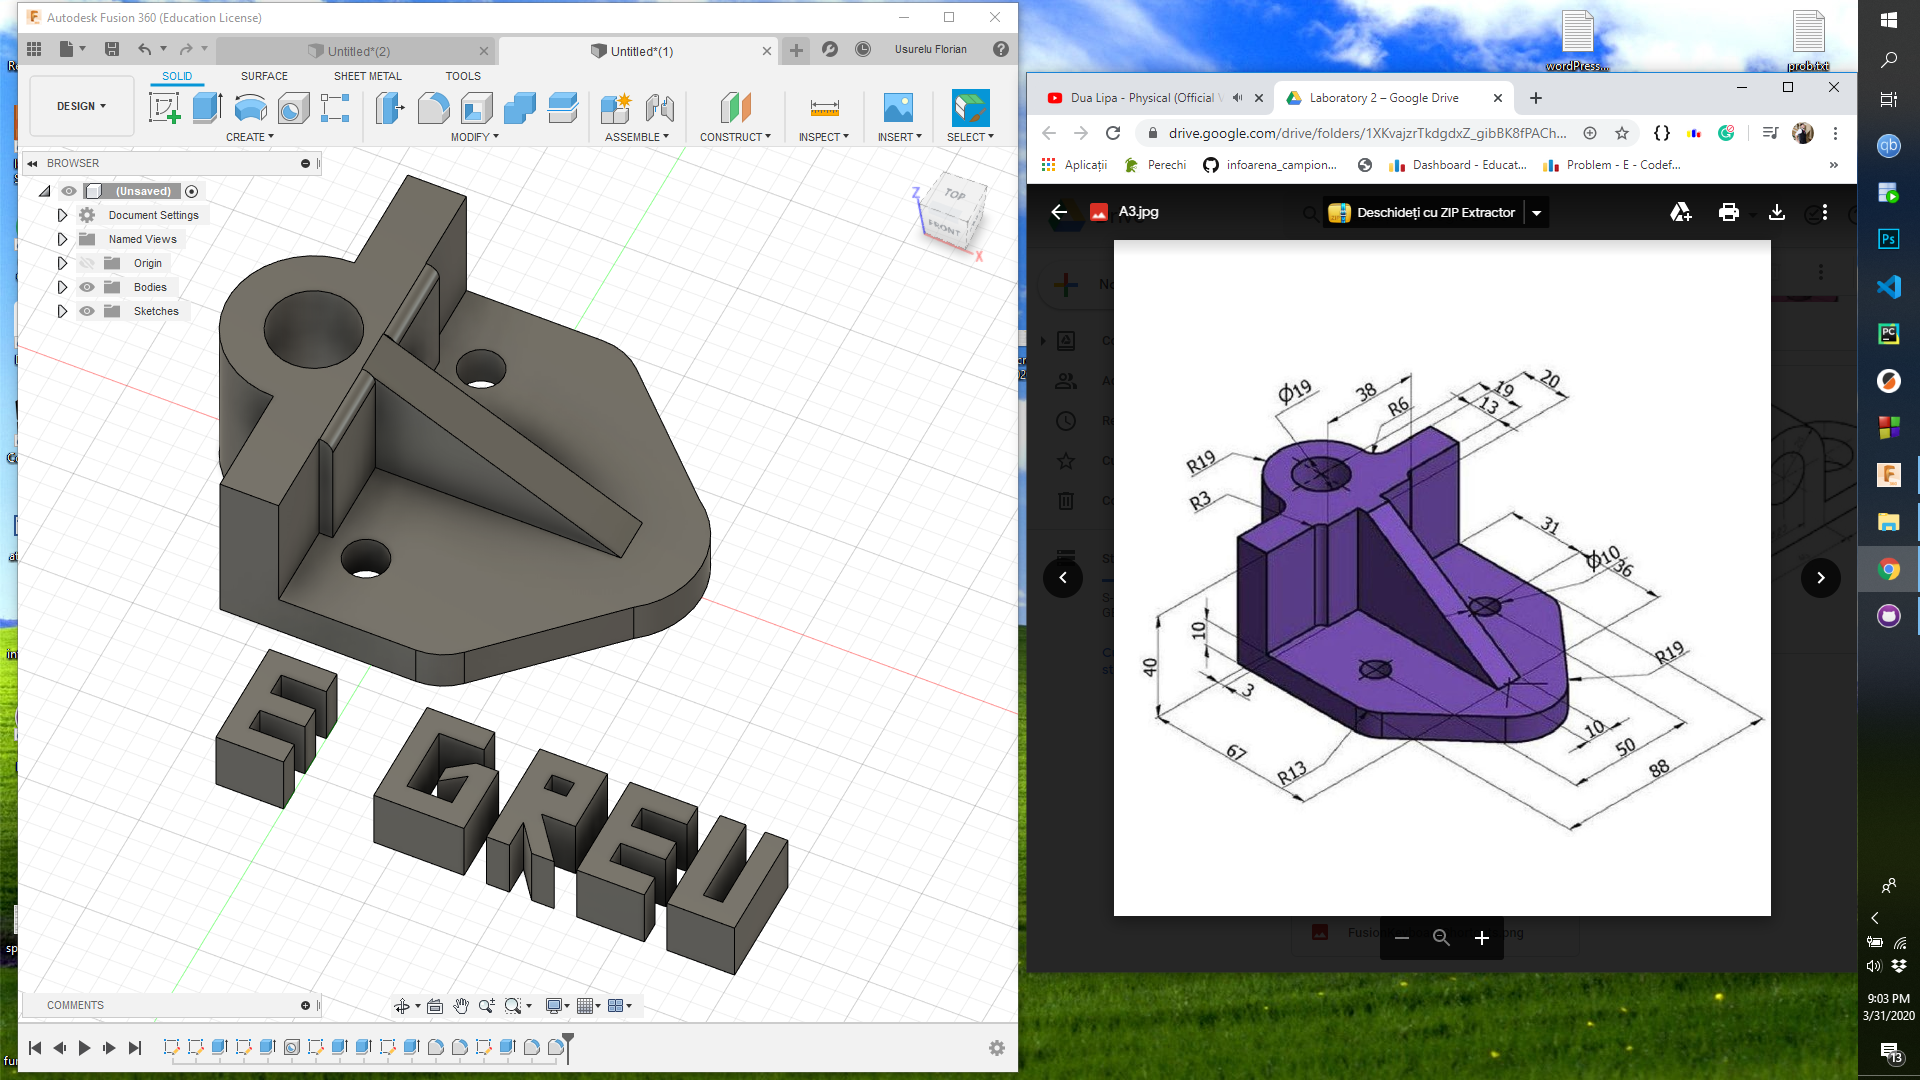 Autodesk Fusion 360 (Education License)
Untitled*(2)
Untitled*(1)
Usurelu Florian
SOLID
SURFACE
SHEET METAL
TOOLS
DESIGN
CREATE
MODIFY
ASSEMBLE
CONSTRUCT
INSPECT
INSERT
SELECT
BROWSER
(Unsaved)
Document Settings
Named Views
Origin
Bodies
Sketches
TOP
FRONT
Z
X
E GREU
COMMENTS
wordPress...
prob.txt
Dua Lipa - Physical (Official
Laboratory 2 – Google Drive
drive.google.com/drive/folders/1XKvajzrTkdgdxZ_gibBK8fPACh...
Aplicații
Perechi
infoarena_campion...
Dashboard - Educat...
Problem - E - Codef...
A3.jpg
Deschideți cu ZIP Extractor
Ø19
38
R6
19
13
20
R19
R3
31
Ø10
36
10
40
3
R19
67
R13
10
50
88
9:03 PM
3/31/2020
13